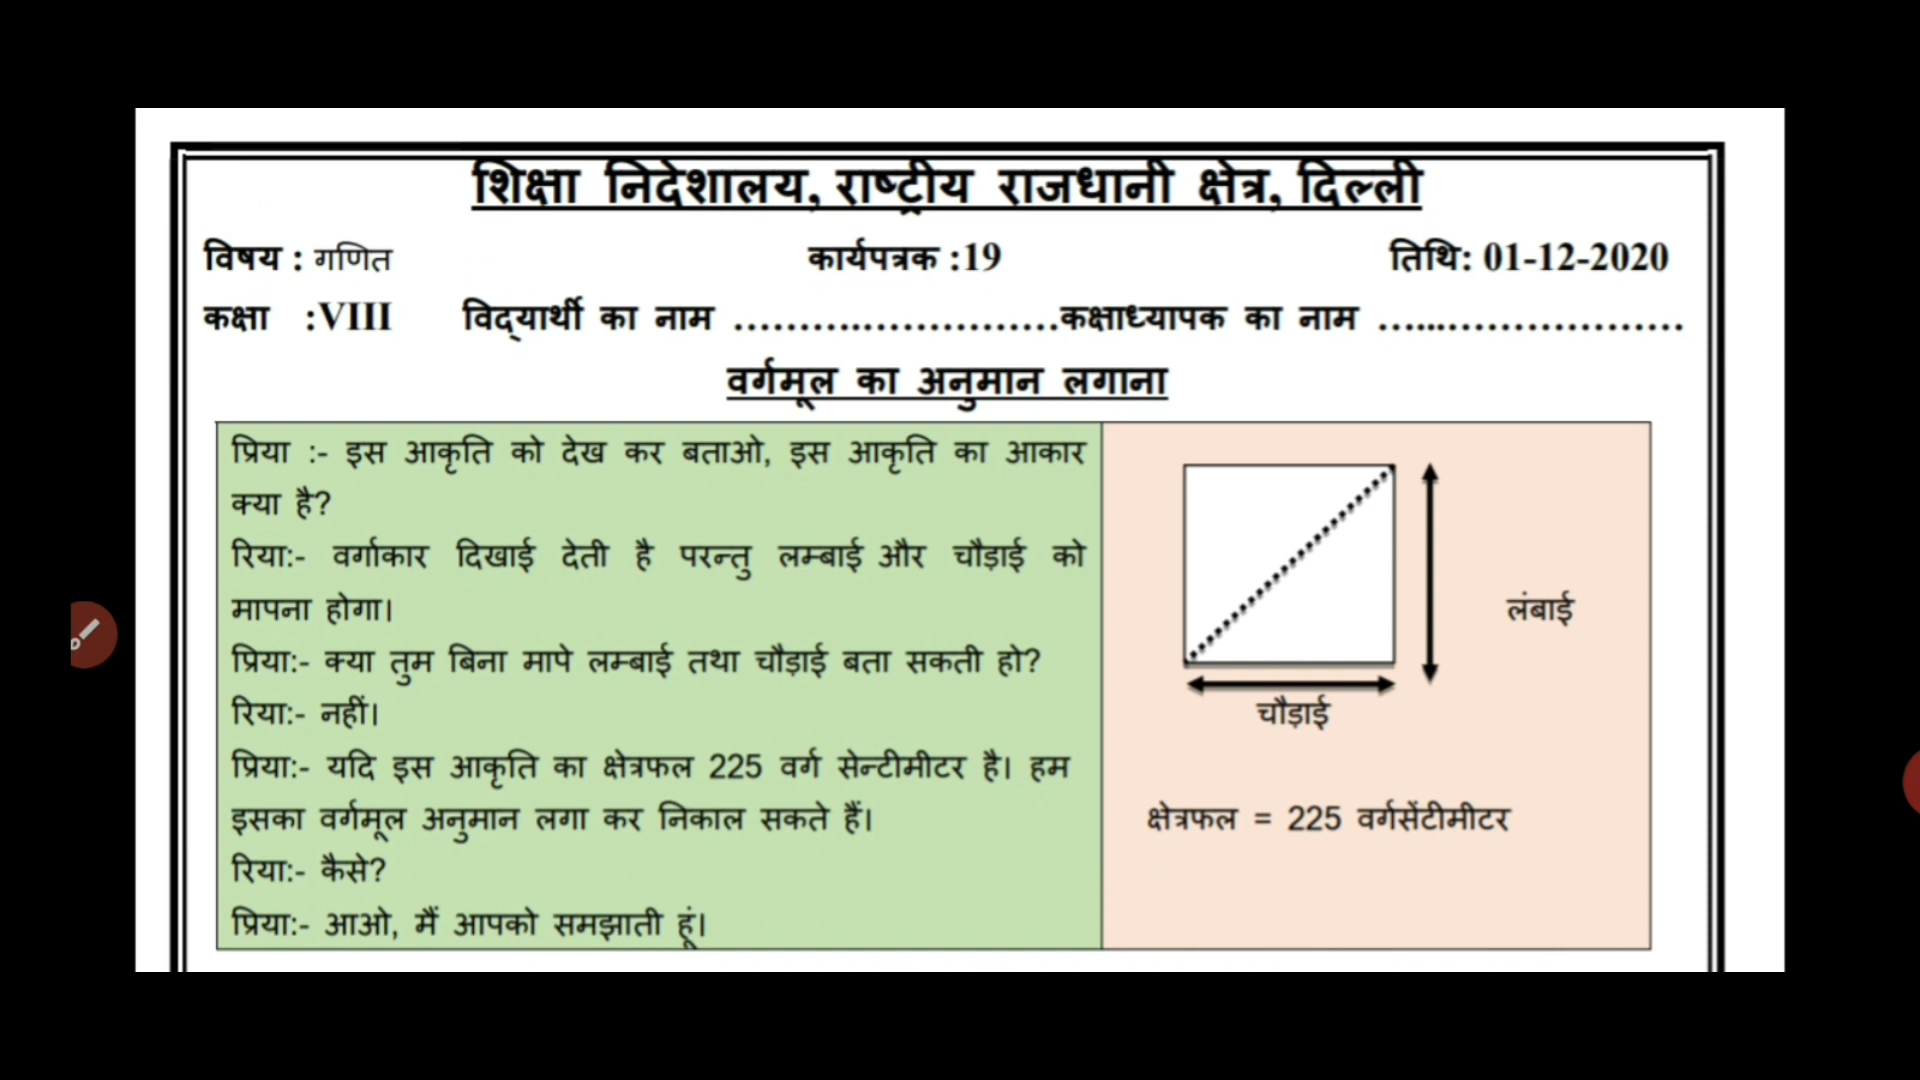 शिक्षा निदेशालय, राष्ट्रीय राजधानी क्षेत्र, दिल्ली
विषय : गणित कार्यपत्रक :19 तिथि: 01-12-2020
कक्षा :VIII विद्यार्थी का नाम ............................कक्षाध्यापक का नाम ..........................
वर्गमूल का अनुमान लगाना
प्रिया :- इस आकृति को देख कर बताओ, इस आकृति का आकार
क्या है?
रिया:- वर्गाकार दिखाई देती है परन्तु लम्बाई और चौड़ाई को
मापना होगा।
प्रिया:- क्या तुम बिना मापे लम्बाई तथा चौड़ाई बता सकती हो?
रिया:- नहीं।
प्रिया:- यदि इस आकृति का क्षेत्रफल 225 वर्ग सेन्टीमीटर है। हम
इसका वर्गमूल अनुमान लगा कर निकाल सकते हैं।
रिया:- कैसे?
प्रिया:- आओ, मैं आपको समझाती हूं।
लंबाई
चौड़ाई
क्षेत्रफल = 225 वर्गसेंटीमीटर